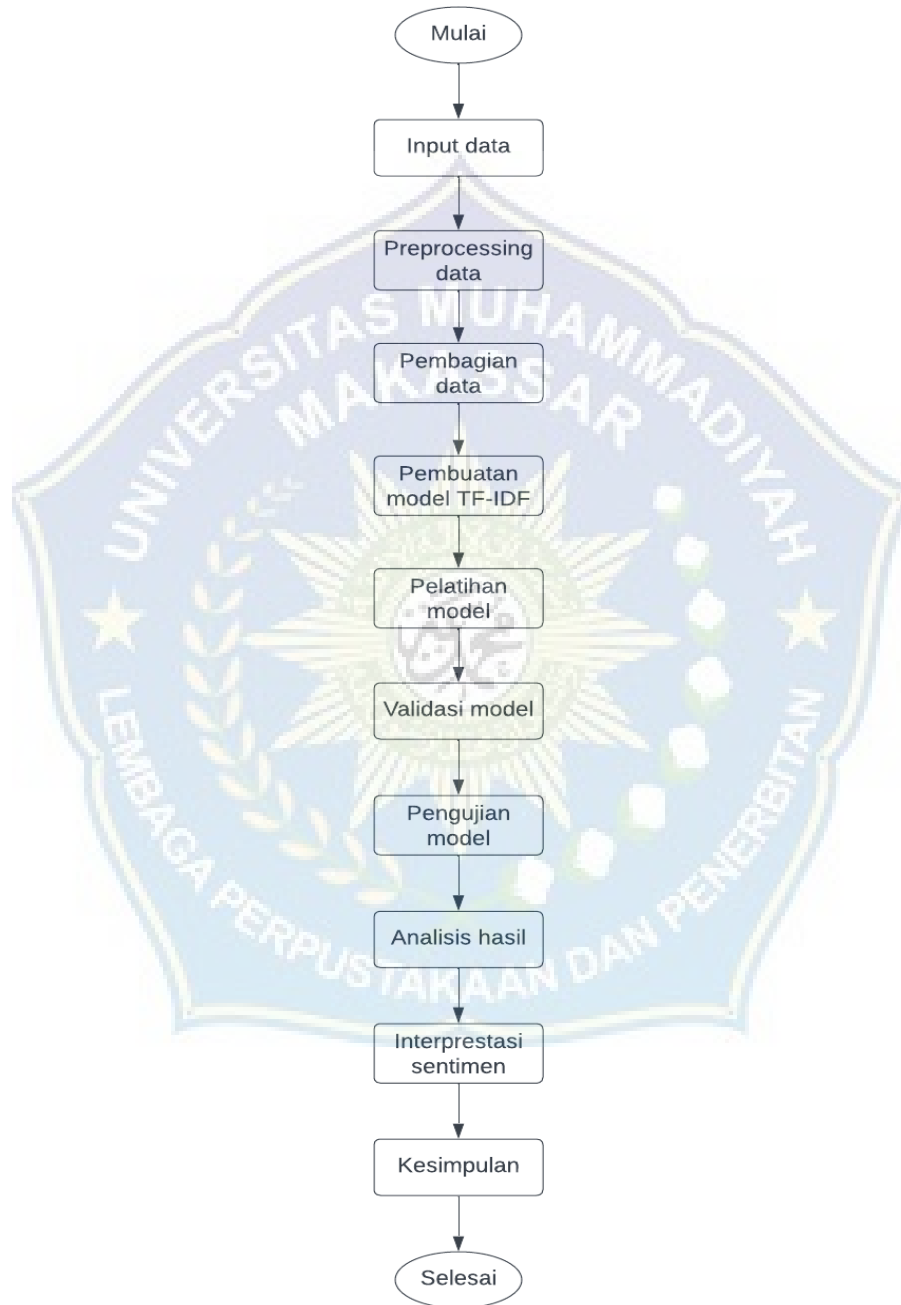 Mulai
Input data
Preprocessing
data
UNIVERSITAS MUHAMMADIYAH
MAKASSAR
Pembagian
data
Pembuatan
model TF-IDF
Pelatihan
model
Validasi model
Pengujian
model
Analisis hasil
LEMBAGA PERPUSTAKAAN DAN PENERBITAN
Interprestasi
sentimen
Kesimpulan
Selesai